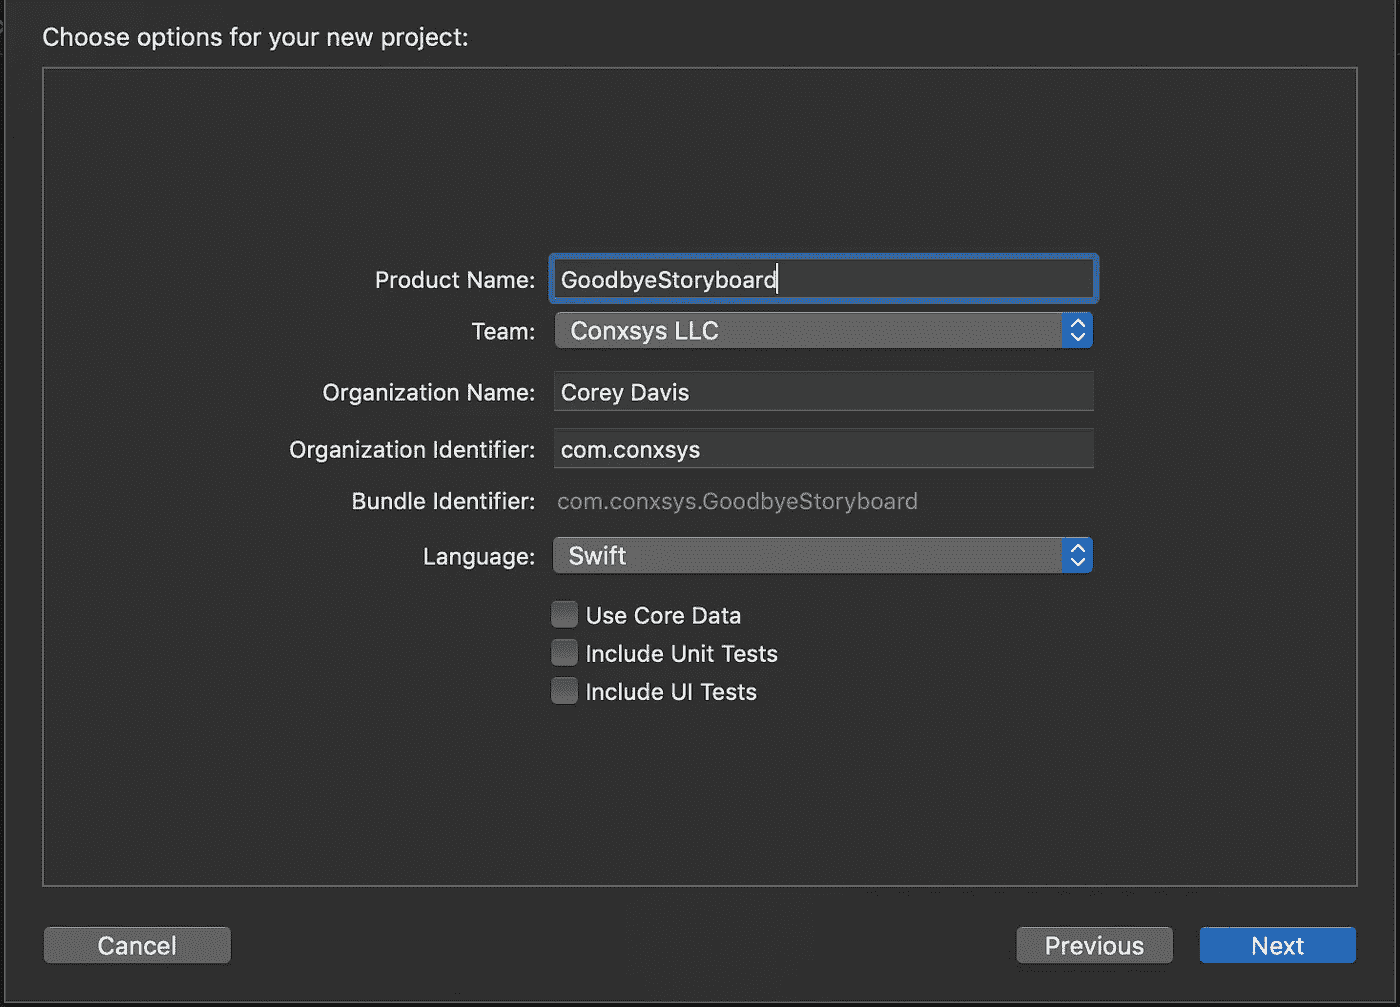 Choose options for your new project:
Product Name: GoodbyeStoryboard
Team: Conxsys LLC
Organization Name: Corey Davis
Organization Identifier: com.conxsys
Bundle Identifier: com.conxsys.GoodbyeStoryboard
Language: Swift
Use Core Data
Include Unit Tests
Include UI Tests
Cancel Previous Next